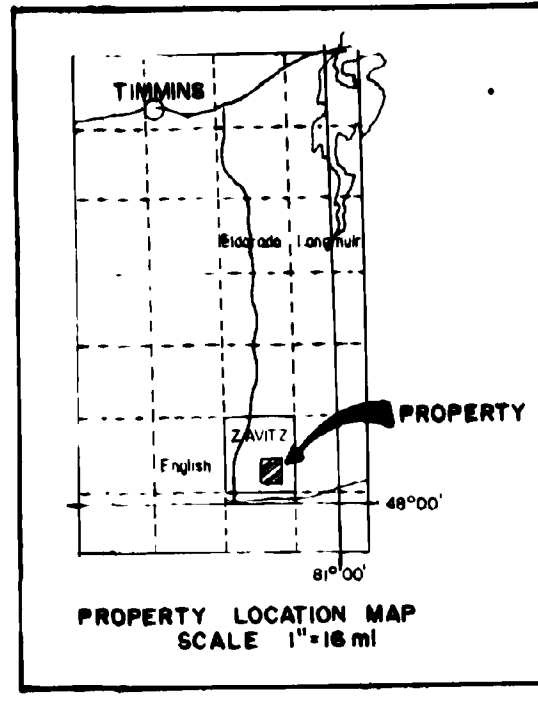 TIMMINS
Eldorado Langmuir
PROPERTY
ZAVITZ
English
48°00'
81°00'
PROPERTY LOCATION MAP
SCALE 1"=16 mi